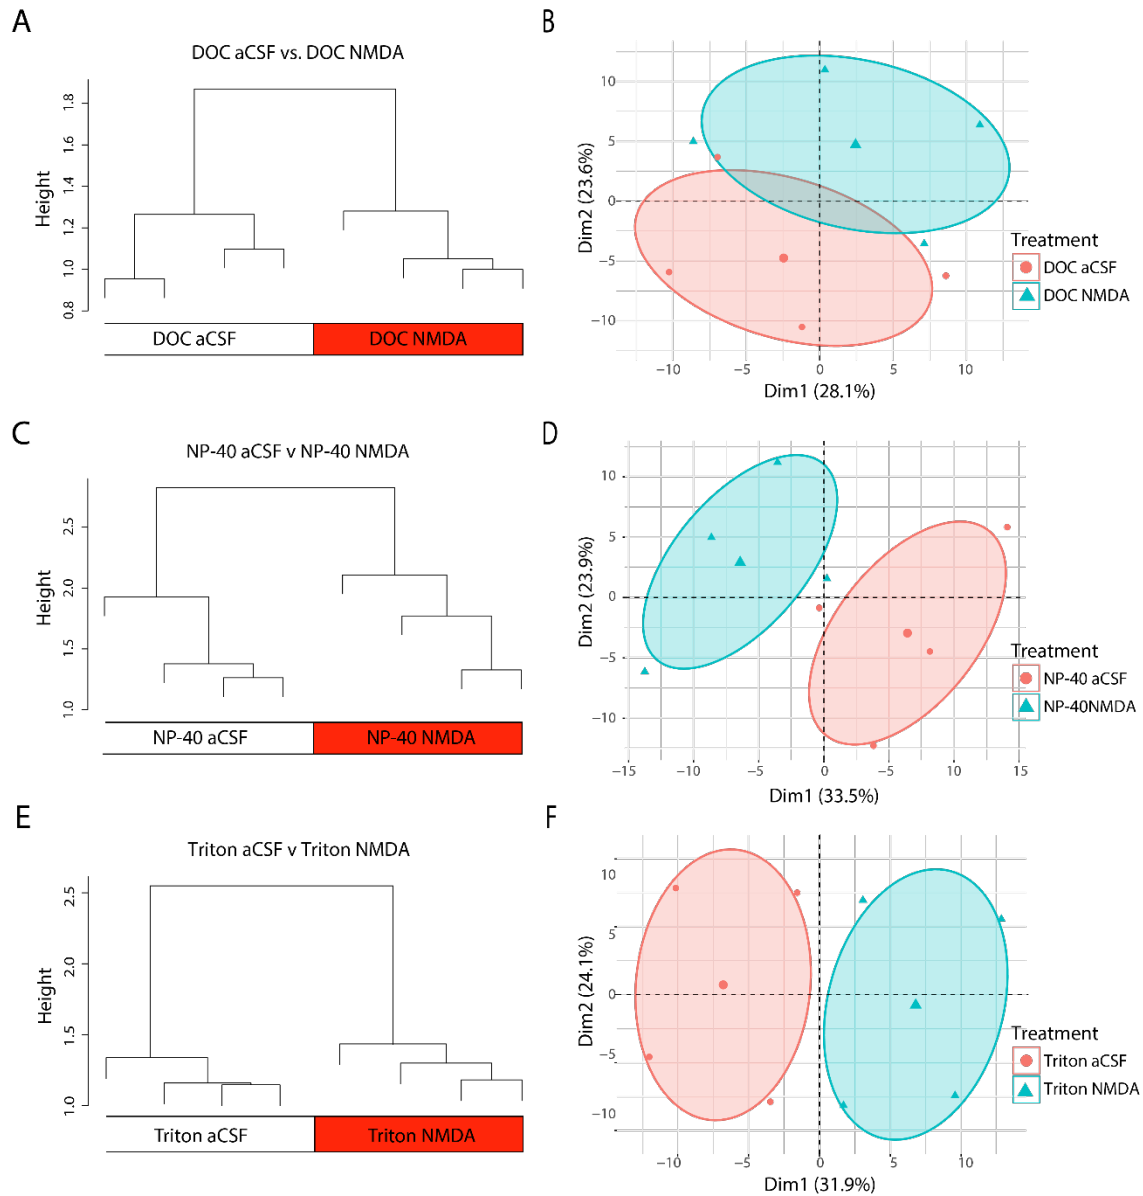 A
DOC aCSF vs. DOC NMDA
Height
1.8
1.6
1.4
1.2
1.0
0.8
DOC aCSF
DOC NMDA
B
Dim2 (23.6%)
10
5
0
−5
−10
−10
−5
0
5
10
Dim1 (28.1%)
Treatment
DOC aCSF
DOC NMDA
C
NP-40 aCSF v NP-40 NMDA
Height
2.5
2.0
1.5
1.0
NP-40 aCSF
NP-40 NMDA
D
Dim2 (23.9%)
10
5
0
−5
−10
−15
−10
−5
0
5
10
15
Dim1 (33.5%)
Treatment
NP-40 aCSF
NP-40NMDA
E
Triton aCSF v Triton NMDA
Height
2.5
2.0
1.5
1.0
Triton aCSF
Triton NMDA
F
Dim2 (24.1%)
10
5
0
−5
−10
−10
−5
0
5
10
Dim1 (31.9%)
Treatment
Triton aCSF
Triton NMDA